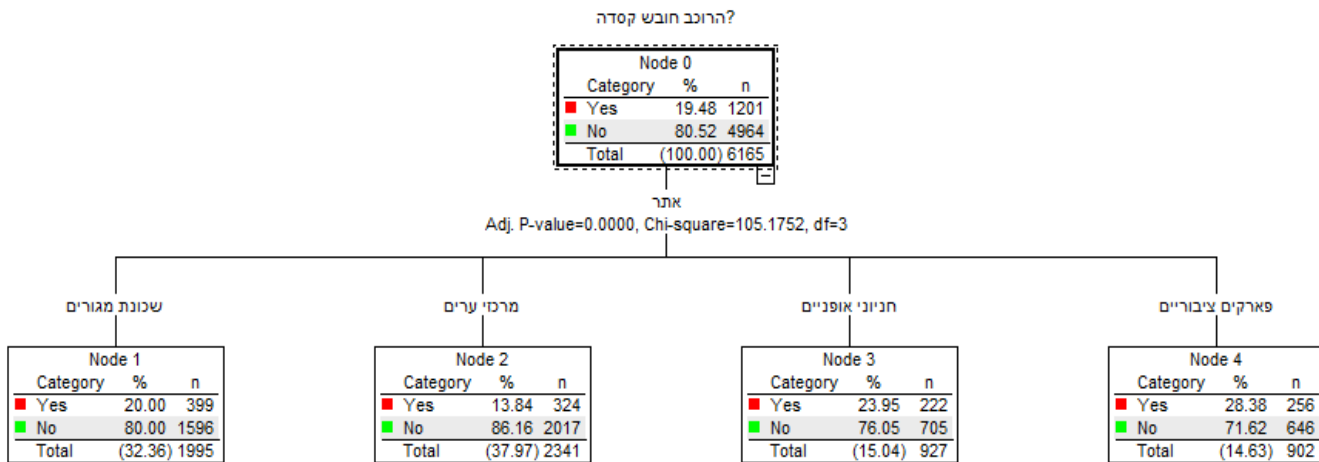 הרוכב חובש קסדה?
Node 0
Category % n
Yes 19.48 1201
No 80.52 4964
Total (100.00) 6165
אתר
Adj. P-value=0.0000, Chi-square=105.1752, df=3
שכונת מגורים
Node 1
Category % n
Yes 20.00 399
No 80.00 1596
Total (32.36) 1995
מרכזי ערים
Node 2
Category % n
Yes 13.84 324
No 86.16 2017
Total (37.97) 2341
חניוני אופניים
Node 3
Category % n
Yes 23.95 222
No 76.05 705
Total (15.04) 927
פארקים ציבוריים
Node 4
Category % n
Yes 28.38 256
No 71.62 646
Total (14.63) 902